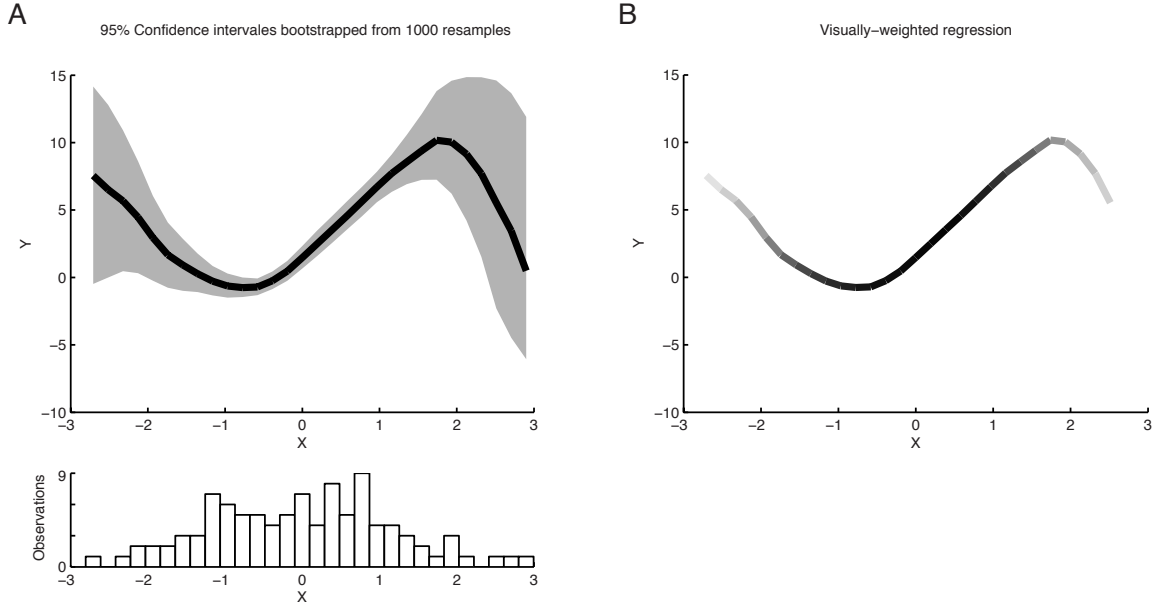 A
95% Confidence intervales bootstrapped from 1000 resamples
15
10
5
0
−5
−10
Y
−3 −2 −1 0 1 2 3
X
9
0
Observations
−3 −2 −1 0 1 2 3
X
B
Visually−weighted regression
15
10
5
0
−5
−10
Y
−3 −2 −1 0 1 2 3
X